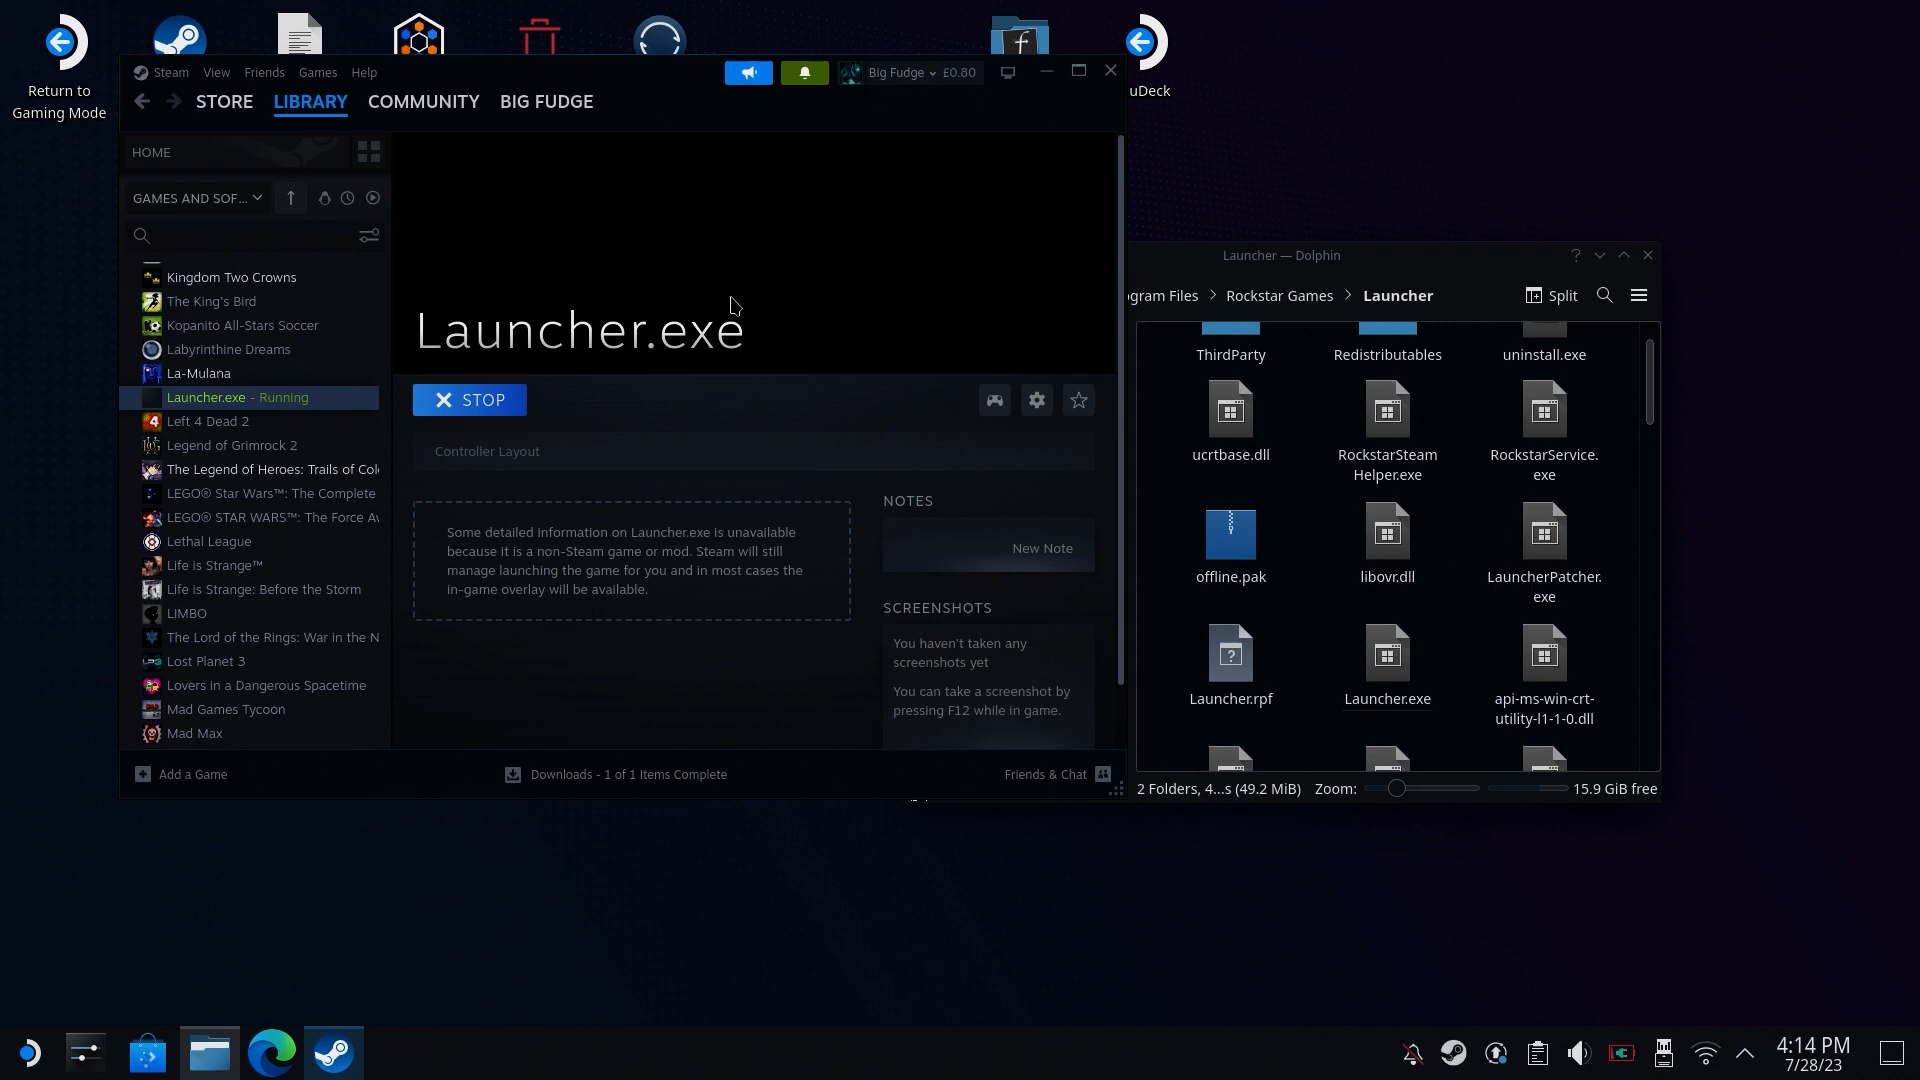 Return to
Gaming Mode
uDeck
Steam View Friends Games Help
Big Fudge £0.80
STORE LIBRARY COMMUNITY BIG FUDGE
HOME
GAMES AND SOF...
Kingdom Two Crowns
The King's Bird
Kopanito All-Stars Soccer
Labyrinthine Dreams
La-Mulana
Launcher.exe - Running
Left 4 Dead 2
Legend of Grimrock 2
The Legend of Heroes: Trails of Col
LEGO® Star Wars™: The Complete
LEGO® STAR WARS™: The Force Av
Lethal League
Life is Strange™
Life is Strange: Before the Storm
LIMBO
The Lord of the Rings: War in the N
Lost Planet 3
Lovers in a Dangerous Spacetime
Mad Games Tycoon
Mad Max
Launcher.exe
STOP
Controller Layout
Some detailed information on Launcher.exe is unavailable
because it is a non-Steam game or mod. Steam will still
manage launching the game for you and in most cases the
in-game overlay will be available.
NOTES
New Note
SCREENSHOTS
You haven't taken any
screenshots yet
You can take a screenshot by
pressing F12 while in game.
Add a Game
Downloads - 1 of 1 Items Complete
Friends & Chat
Launcher — Dolphin
ogram Files > Rockstar Games > Launcher
Split
ThirdParty
Redistributables
uninstall.exe
ucrtbase.dll
RockstarSteam
Helper.exe
RockstarService.
exe
offline.pak
libovr.dll
LauncherPatcher.
exe
Launcher.rpf
Launcher.exe
api-ms-win-crt-
utility-l1-1-0.dll
2 Folders, 4...s (49.2 MiB)
Zoom:
15.9 GiB free
4:14 PM
7/28/23